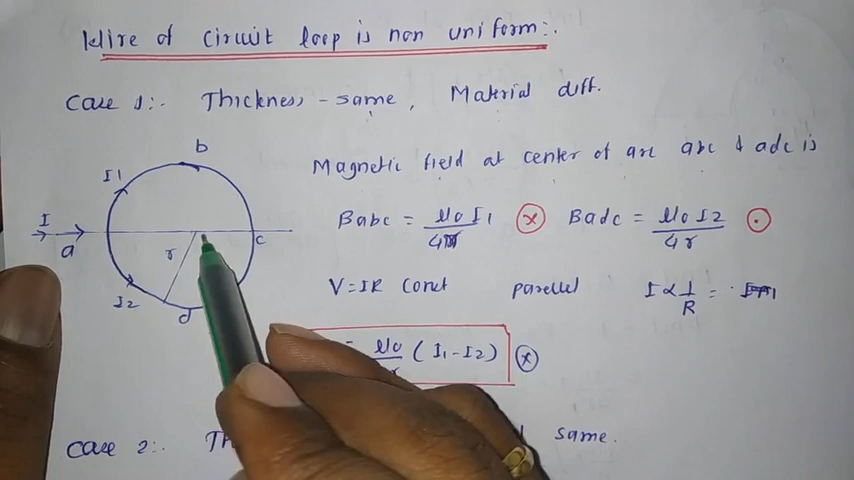 Wire of circuit loop is non uniform:.
Case 1:. Thickness - same, Material diff.
Magnetic field at center of arc abc & adc is
b
I1
I
a
r
c
I2
d
Babc = μ0 I1 / 4r ⊗ Badc = μ0 I2 / 4r ⊙
V=IR Const parellel I ∝ 1/R =
= μ0 / r ( I1 - I2 ) ⊗
Case 2:. Th same.